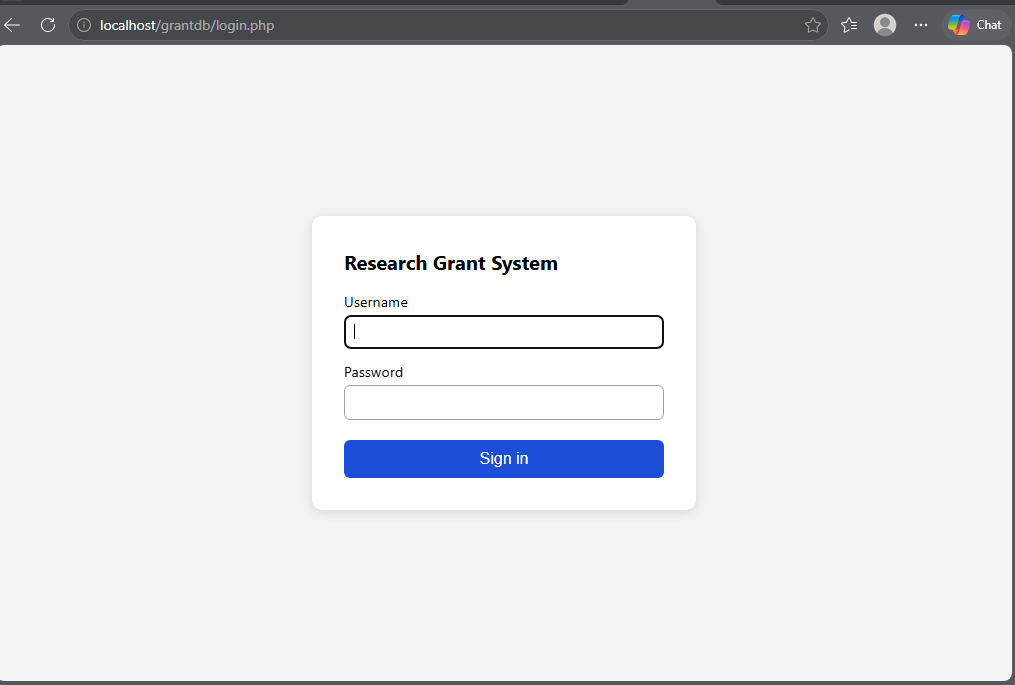 localhost/grantdb/login.php
Chat
Research Grant System
Username
Password
Sign in